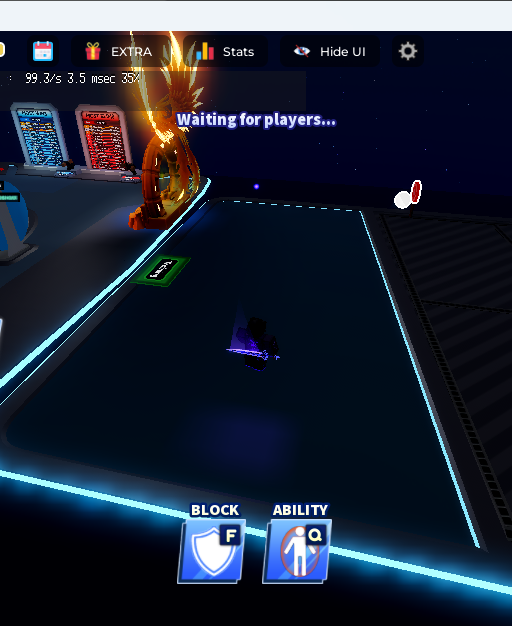 EXTRA
Stats
Hide UI
: 99.3/s 3.5 msec 35%
Waiting for players...
BLOCK
ABILITY
F
Q